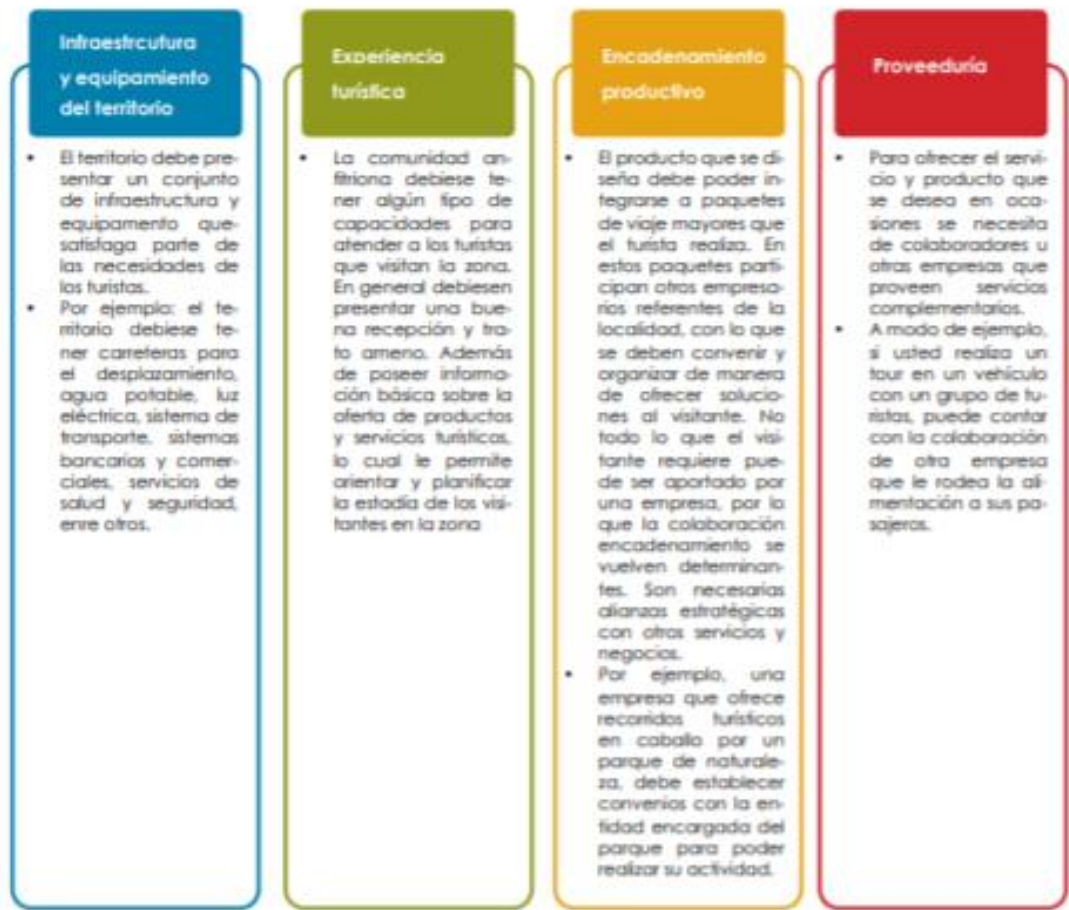 Infraestrcutura
y equipamiento
del territorio
• El territorio debe pre-
sentar un conjunto
de infraestructura y
equipamento que-
satisfaga parte de
las necesidades de
los turistas.
• Por ejemplo: el te-
rritorio debiese te-
ner carreteras para
el desplazamiento,
agua potable, luz
eléctrica, sistema de
transporte, sistemas
bancarios y comer-
ciales, servicios de
salud y seguridad,
enre otros.
Experiencia
turística
• La comunidad an-
fitriona debiese te-
ner algún tipo de
capacidades para
atender a los turistas
que visitan la zona.
En general debiesen
presentar una bue-
na recepción y tra-
to ameno. Además
de poseer informa-
ción básica sobre la
oferta de productos
y servicios turísticos,
lo cual le permite
orientar y planificar
la estadía de los visi-
tantes en la zona
Encadenamiento
productivo
• El producto que se di-
seña debe poder in-
tegrarse a paquetes
de viaje mayores que
el turista realiza. En
estos paquetes parti-
cipan otros empresa-
rios referentes de la
localidad, con lo que
se deben convenir y
organizar de manera
de ofrecer solucio-
nes al visitante. No
todo lo que el visi-
tante requiere pue-
de ser aportado por
una empresa, por lo
que la colaboración
encadenamiento se
vuelven determinan-
tes. Son necesarias
alianzas estratégicas
con otros servicios y
negocios.
• Por ejemplo, una
empresa que ofrece
recorridos turísticos
en caballo por un
parque de naturale-
za, debe establecer
convenios con la en-
tidad encargada del
parque para poder
realizar su actividad.
Proveeduría
• Para ofrecer el servi-
cio y producto que
se desea en oca-
siones se necesita
de colaboradores u
otras empresas que
proveen servicios
complementarios.
• A modo de ejemplo,
si usted realiza un
tour en un vehículo
con un grupo de tu-
ristas, puede contar
con la colaboración
de otra empresa
que le rodea la ali-
mentación a sus pa-
sajeros.